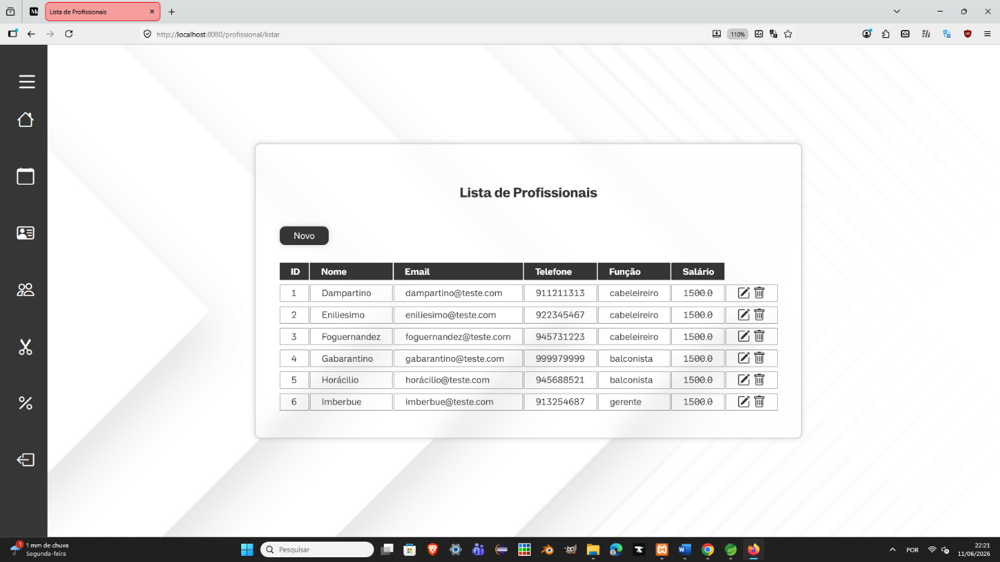 Lista de Profissionais
http://localhost:8080/profissional/listar
110%
Lista de Profissionais
Novo
ID Nome Email Telefone Função Salário
1 Dampartino dampartino@teste.com 911211313 cabeleireiro 1500.0
2 Eniliesimo eniliesimo@teste.com 922345467 cabeleireiro 1500.0
3 Foguernandez foguernandez@teste.com 945731223 cabeleireiro 1500.0
4 Gabarantino gabarantino@teste.com 999979999 balconista 1500.0
5 Horácilio horácilio@teste.com 945688521 balconista 1500.0
6 Imberbue imberbue@teste.com 913254687 gerente 1500.0
1
1 mm de chuva
Segunda-feira
Pesquisar
POR
22:21
11/06/2026